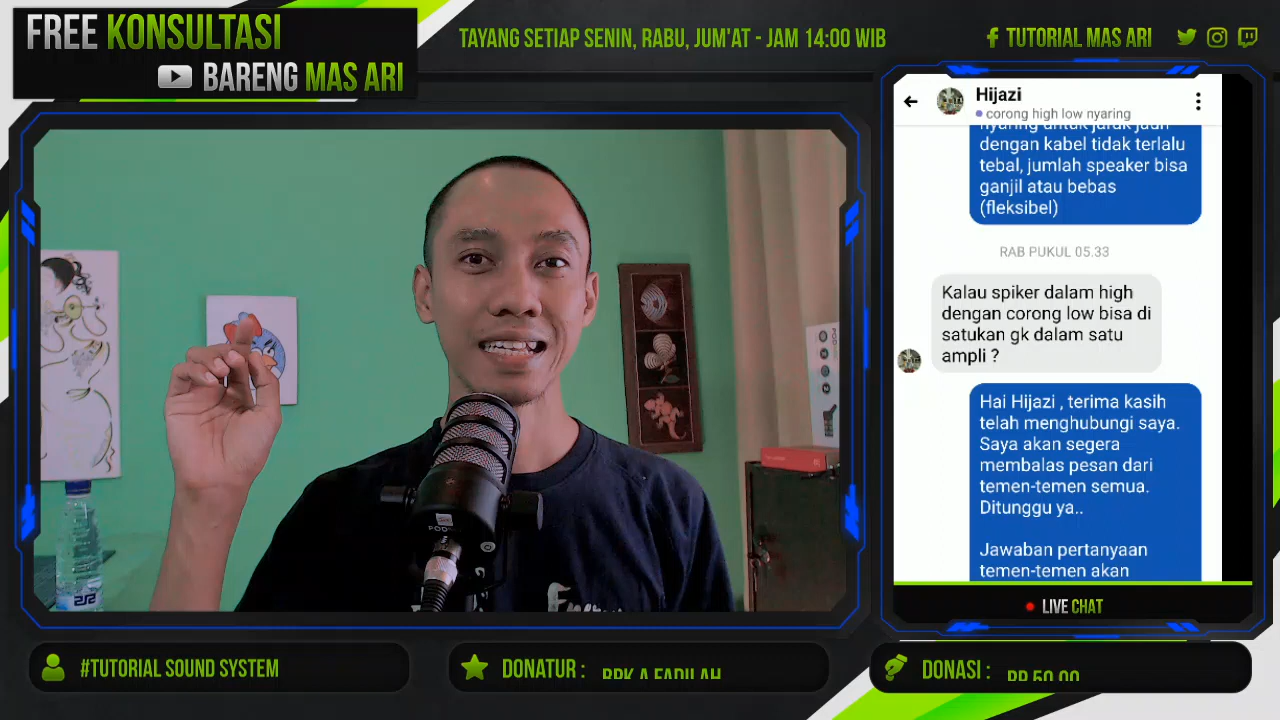 FREE KONSULTASI
BARENG MAS ARI
TAYANG SETIAP SENIN, RABU, JUM'AT - JAM 14:00 WIB
TUTORIAL MAS ARI
Hijazi
corong high low nyaring
nyaring untuk jarak jauh
dengan kabel tidak terlalu
tebal, jumlah speaker bisa
ganjil atau bebas
(fleksibel)
RAB PUKUL 05.33
Kalau spiker dalam high
dengan corong low bisa di
satukan gk dalam satu
ampli ?
Hai Hijazi , terima kasih
telah menghubungi saya.
Saya akan segera
membalas pesan dari
temen-temen semua.
Ditunggu ya..
Jawaban pertanyaan
temen-temen akan
LIVE CHAT
#TUTORIAL SOUND SYSTEM
DONATUR :
DONASI :